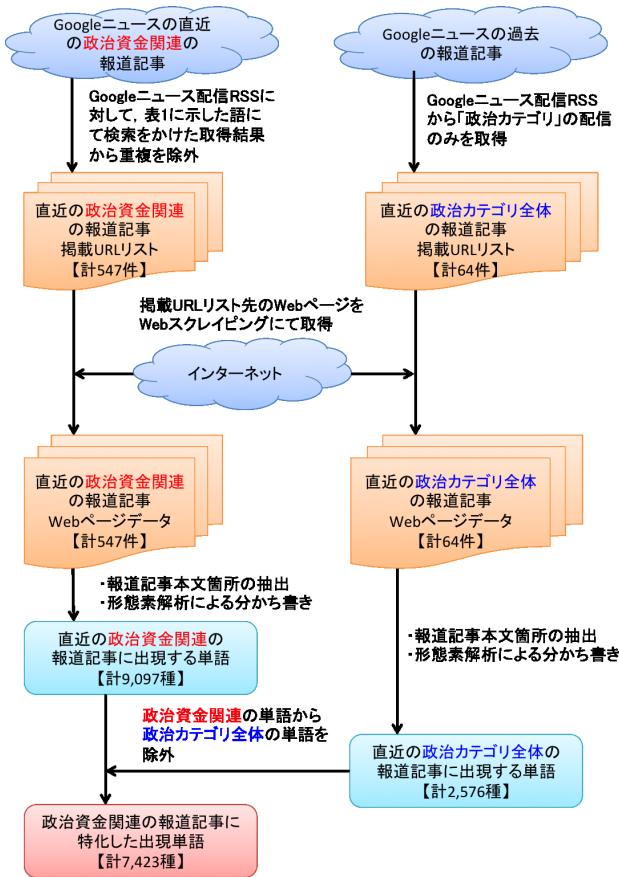 Googleニュースの直近
の政治資金関連の
報道記事
Googleニュースの過去
の報道記事
Googleニュース配信RSSに
対して，表1に示した語に
て検索をかけた取得結果
から重複を除外
Googleニュース配信RSS
から「政治カテゴリ」の配信
のみを取得
直近の政治資金関連
の報道記事
掲載URLリスト
【計547件】
直近の政治カテゴリ全体
の報道記事
掲載URLリスト
【計64件】
掲載URLリスト先のWebページを
Webスクレイピングにて取得
インターネット
直近の政治資金関連
の報道記事
Webページデータ
【計547件】
直近の政治カテゴリ全体
の報道記事
Webページデータ
【計64件】
・報道記事本文箇所の抽出
・形態素解析による分かち書き
・報道記事本文箇所の抽出
・形態素解析による分かち書き
直近の政治資金関連の
報道記事に出現する単語
【計9,097種】
政治資金関連の単語から
政治カテゴリ全体の単語を
除外
直近の政治カテゴリ全体の
報道記事に出現する単語
【計2,576種】
政治資金関連の報道記事に
特化した出現単語
【計7,423種】